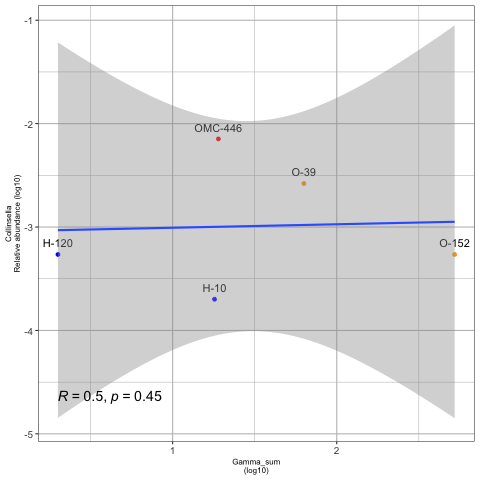 -1
-2
-3
-4
-5
Collinsella
Relative abundance (log10)
OMC-446
O-39
H-120
O-152
H-10
R = 0.5, p = 0.45
1
2
Gamma_sum
(log10)